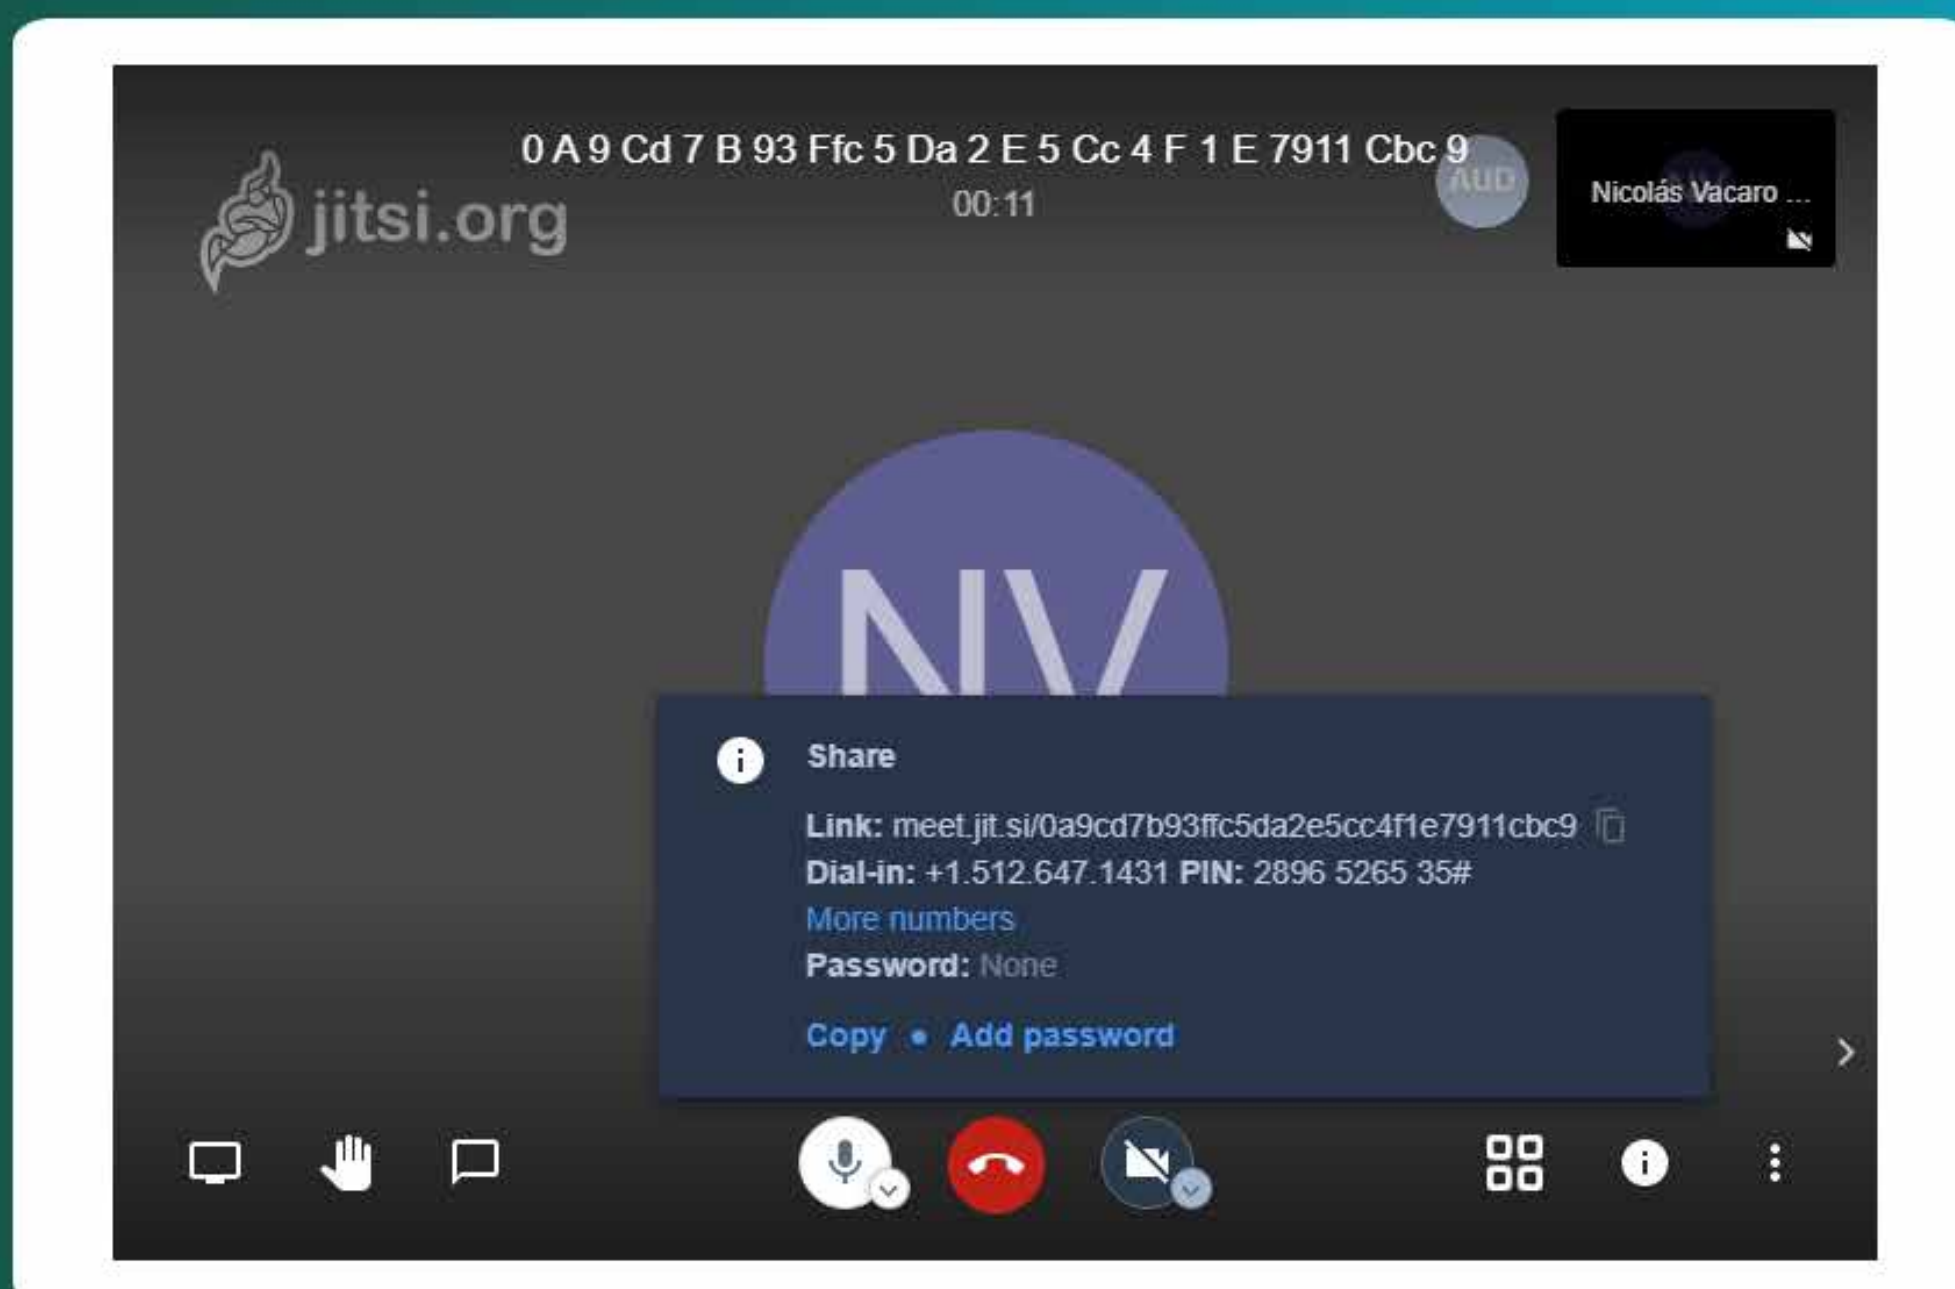 0 A 9 Cd 7 B 93 Ffc 5 Da 2 E 5 Cc 4 F 1 E 7911 Cbc 9
00:11
jitsi.org
AUD
Nicolás Vacaro ...
NV
Share
Link: meet.jit.si/0a9cd7b93ffc5da2e5cc4f1e7911cbc9
Dial-in: +1.512.647.1431 PIN: 2896 5265 35#
More numbers
Password: None
Copy • Add password